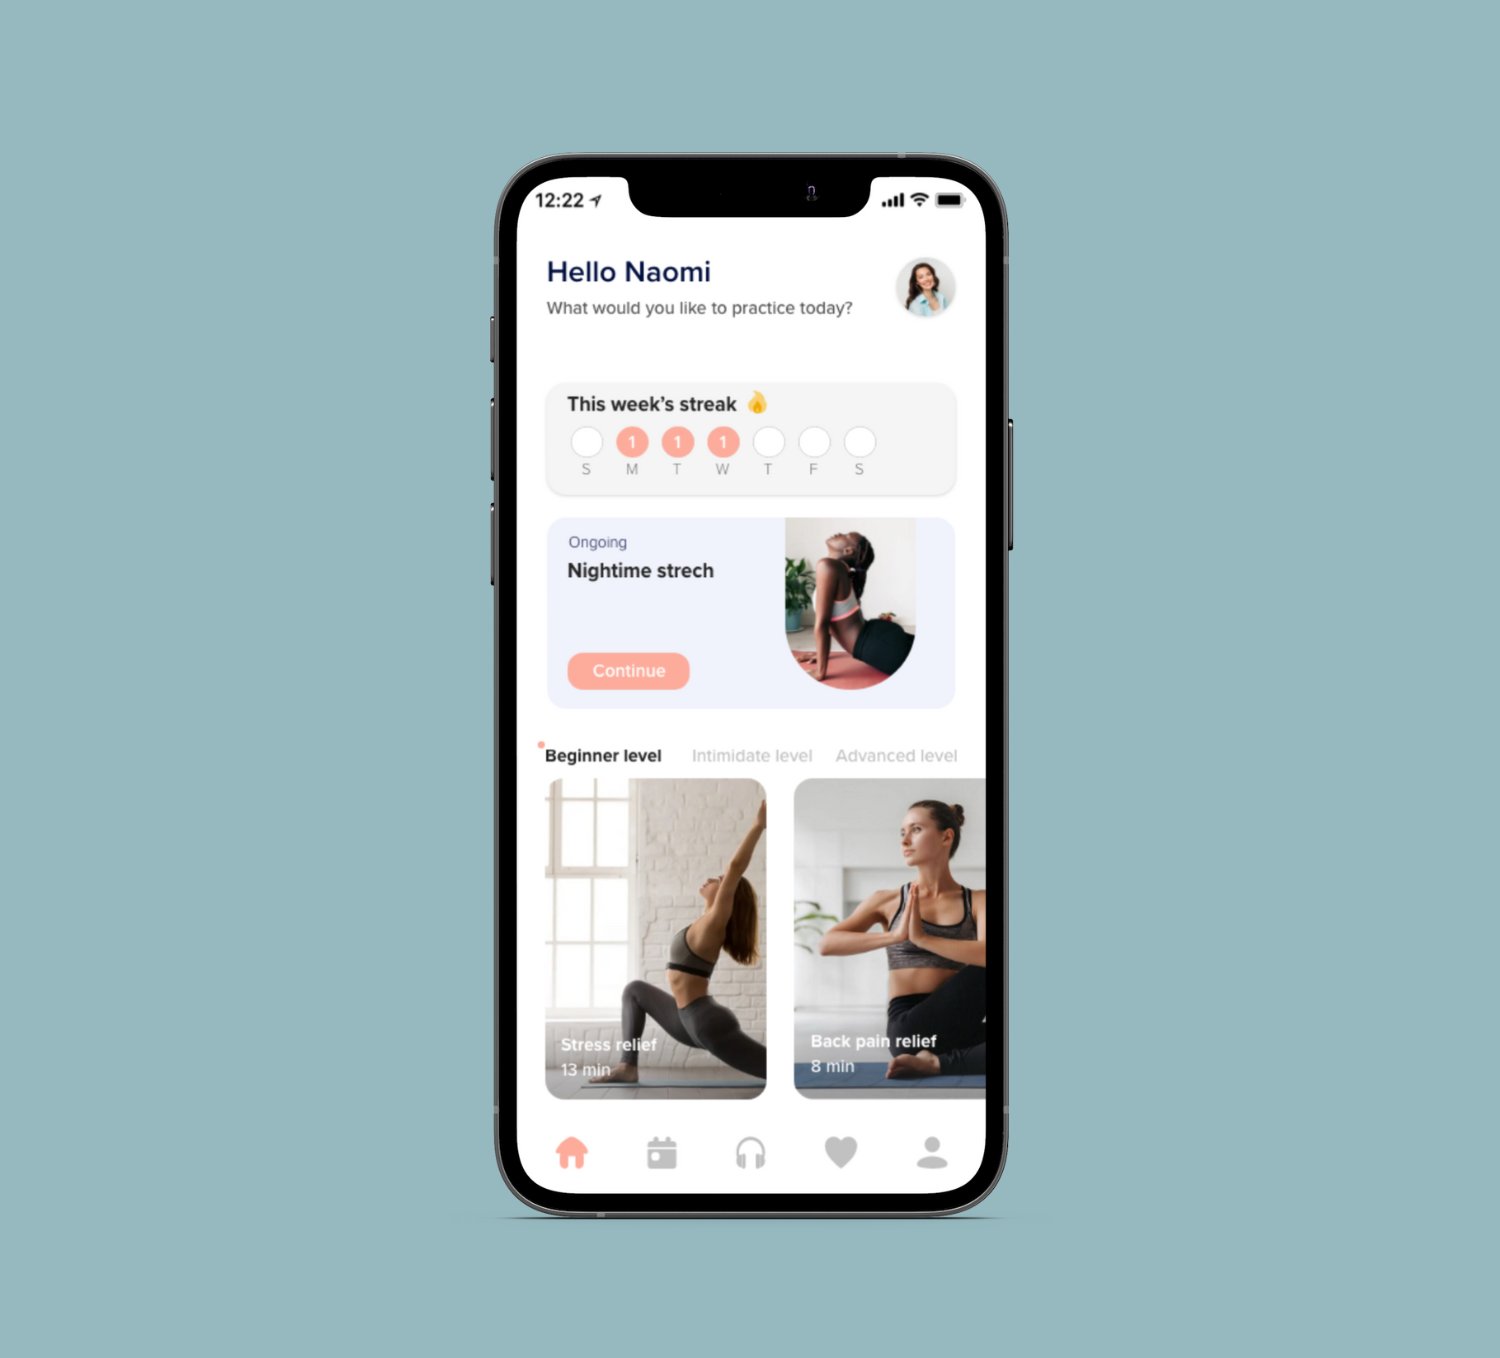 12:22
Hello Naomi
What would you like to practice today?
This week's streak
1 1 1
S M T W T F S
Ongoing
Nightime strech
Continue
Beginner level Intimidate level Advanced level
Stress relief
13 min
Back pain relief
8 min